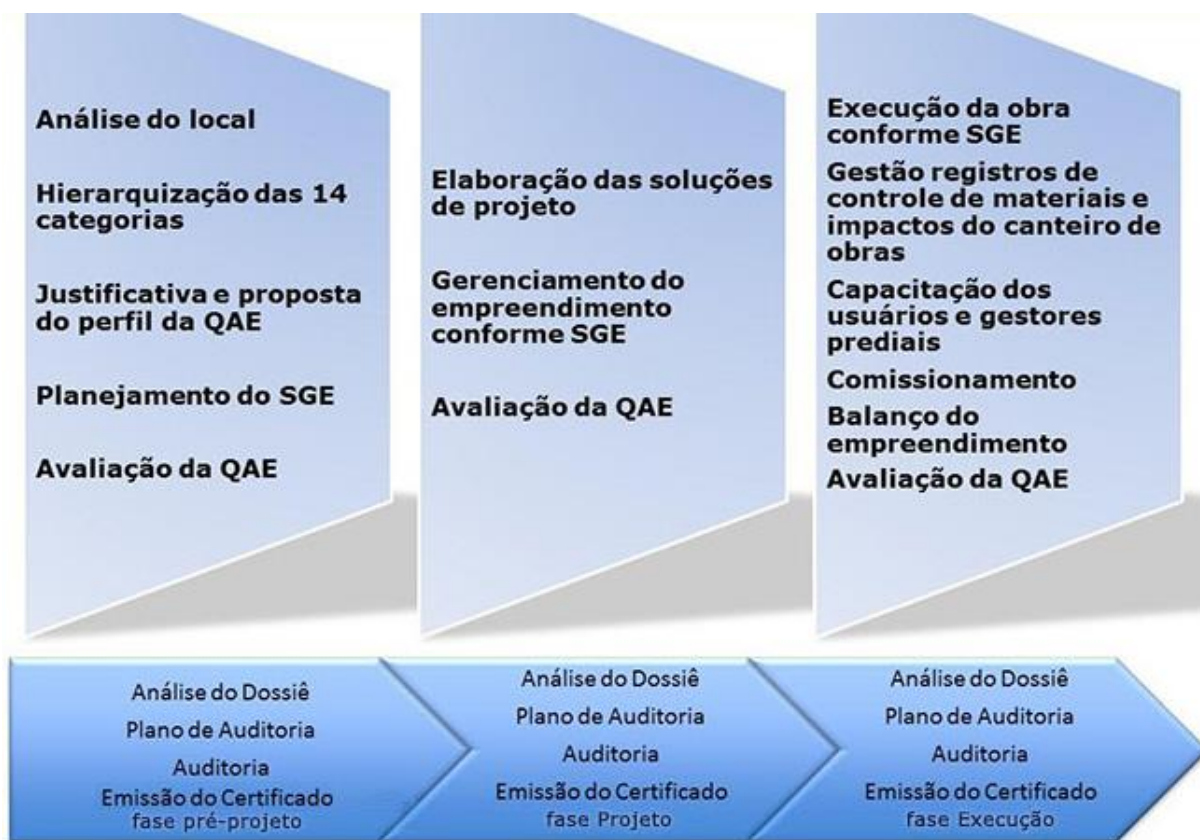 Análise do local
Hierarquização das 14
categorias
Justificativa e proposta
do perfil da QAE
Planejamento do SGE
Avaliação da QAE
Elaboração das soluções
de projeto
Gerenciamento do
empreendimento
conforme SGE
Avaliação da QAE
Execução da obra
conforme SGE
Gestão registros de
controle de materiais e
impactos do canteiro de
obras
Capacitação dos
usuários e gestores
prediais
Comissionamento
Balanço do
empreendimento
Avaliação da QAE
Análise do Dossiê
Plano de Auditoria
Auditoria
Emissão do Certificado
fase pré-projeto
Análise do Dossiê
Plano de Auditoria
Auditoria
Emissão do Certificado
fase Projeto
Análise do Dossiê
Plano de Auditoria
Auditoria
Emissão do Certificado
fase Execução